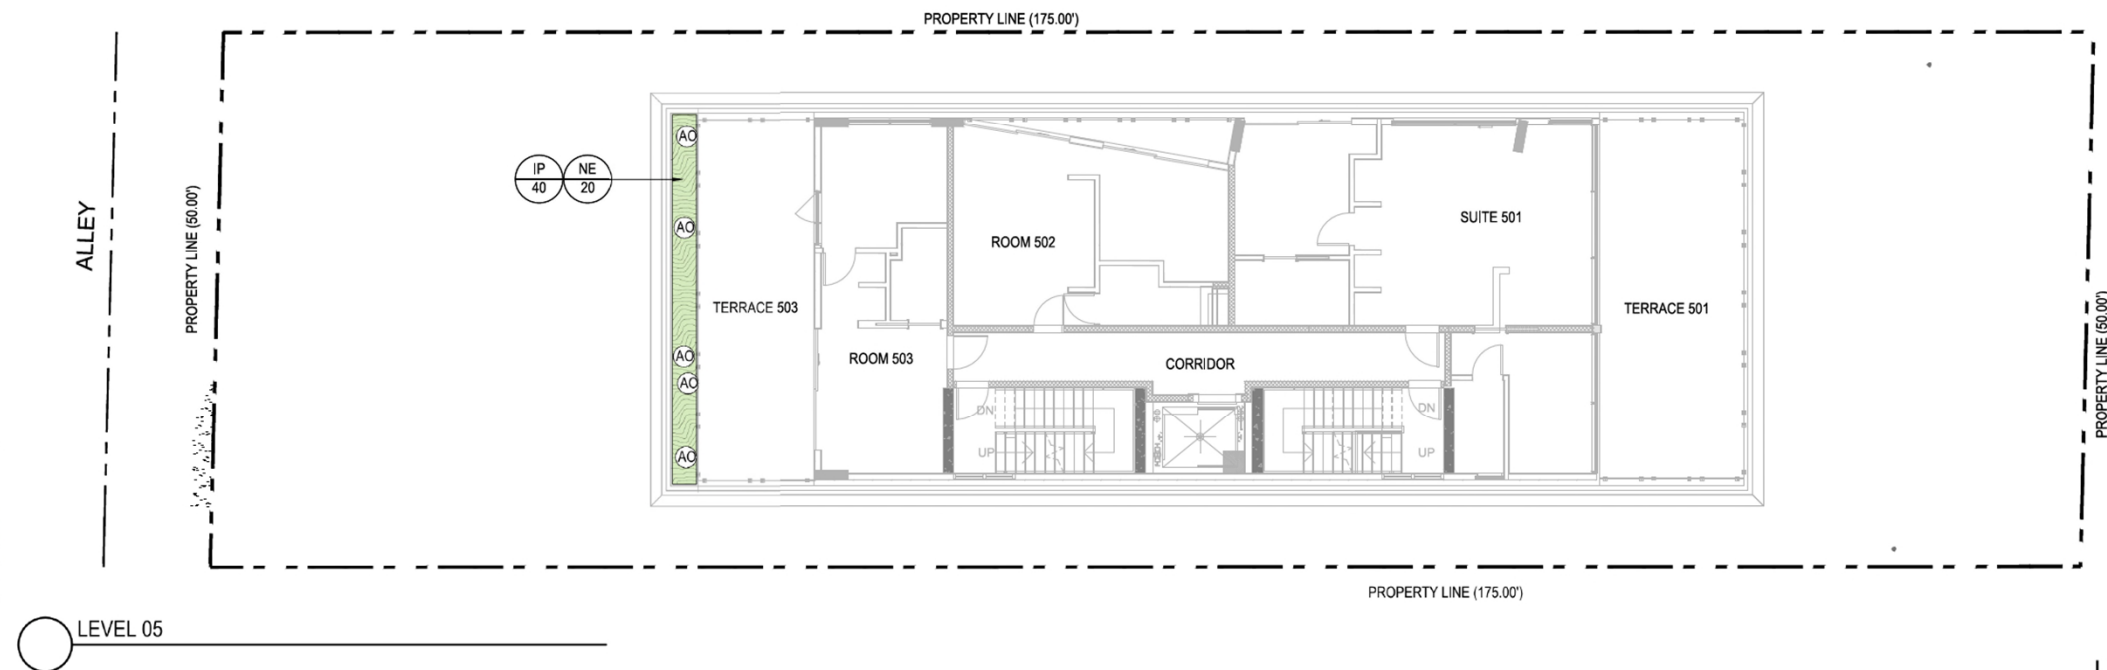 PROPERTY LINE (175.00')
ALLEY
PROPERTY LINE (50.00')
IP
40
NE
20
AO
AO
AO
AO
AO
TERRACE 503
ROOM 503
ROOM 502
SUITE 501
TERRACE 501
CORRIDOR
DN
UP
DN
UP
PROPERTY LINE (50.00')
PROPERTY LINE (175.00')
LEVEL 05